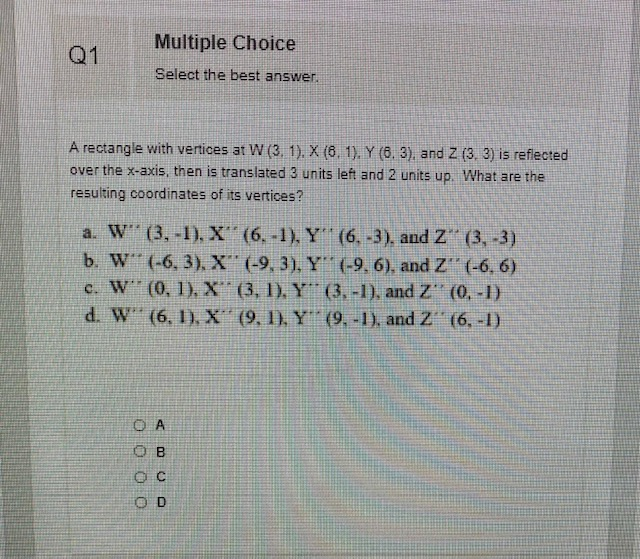 Q1
Multiple Choice
Select the best answer.
A rectangle with vertices at W (3, 1), X (6, 1), Y (6, 3), and Z (3, 3) is reflected
over the x-axis, then is translated 3 units left and 2 units up. What are the
resulting coordinates of its vertices?
a. W'' (3, -1), X'' (6, -1), Y'' (6, -3), and Z'' (3, -3)
b. W'' (-6, 3), X'' (-9, 3), Y'' (-9, 6), and Z'' (-6, 6)
c. W'' (0, 1), X'' (3, 1), Y'' (3, -1), and Z'' (0, -1)
d. W'' (6, 1), X'' (9, 1), Y'' (9, -1), and Z'' (6, -1)
A
B
C
D